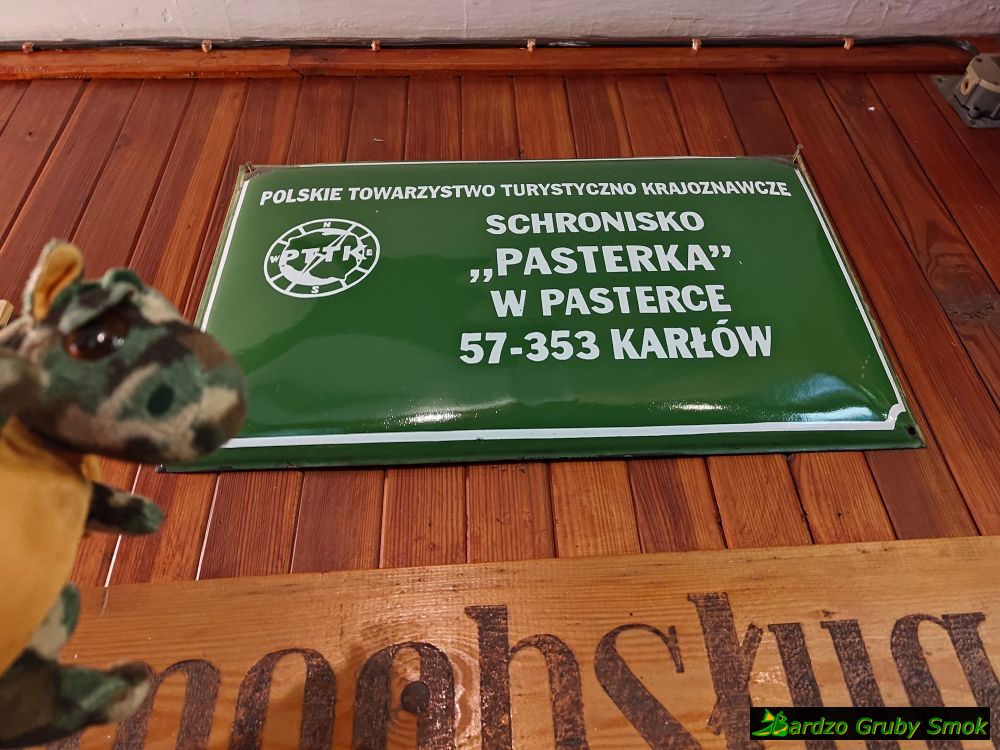 POLSKIE TOWARZYSTWO TURYSTYCZNO KRAJOZNAWCZE
N
W PTTK E
S
SCHRONISKO
„PASTERKA”
W PASTERCE
57-353 KARŁÓW
Bardzo Gruby Smok